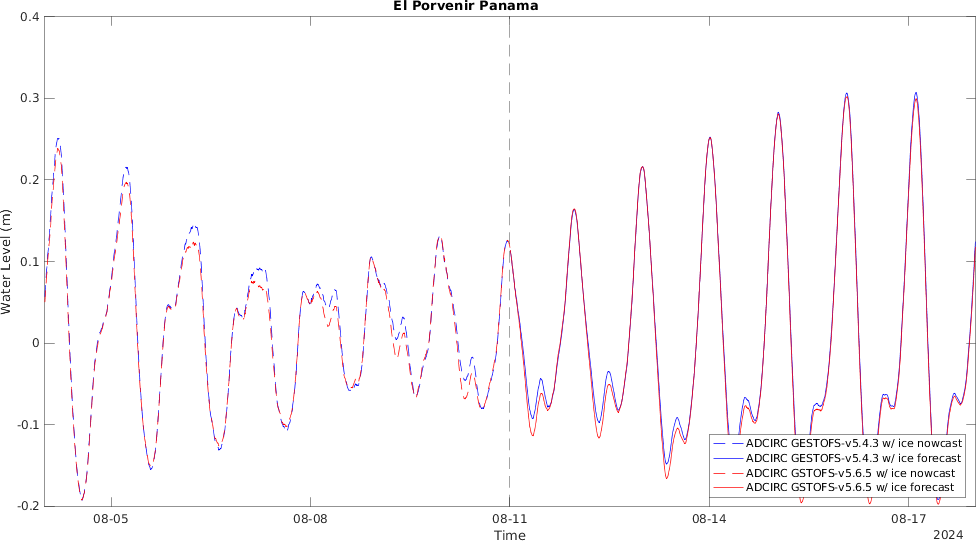 El Porvenir Panama
0.4
0.3
0.2
0.1
0
-0.1
-0.2
Water Level (m)
08-05
08-08
08-11
08-14
08-17
Time
2024
ADCIRC GESTOFS-v5.4.3 w/ ice nowcast
ADCIRC GESTOFS-v5.4.3 w/ ice forecast
ADCIRC GSTOFS-v5.6.5 w/ ice nowcast
ADCIRC GSTOFS-v5.6.5 w/ ice forecast